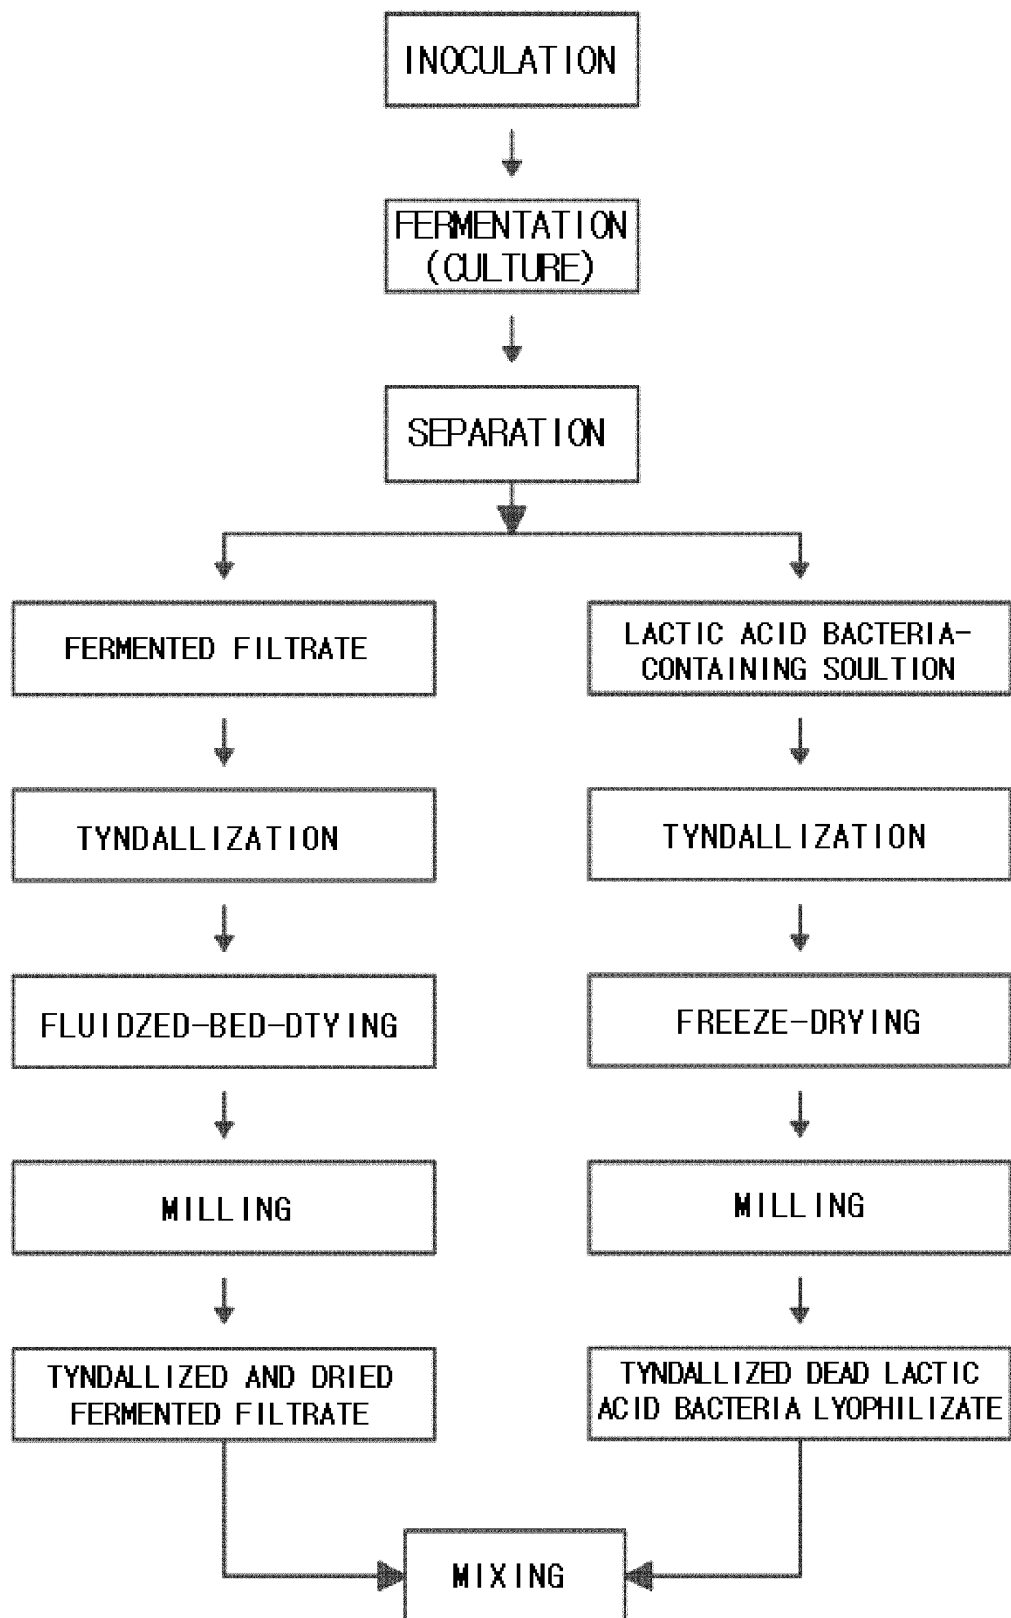 INOCULATION
FERMENTATION
(CULTURE)
SEPARATION
FERMENTED FILTRATE
LACTIC ACID BACTERIA-
CONTAINING SOULTION
TYNDALLIZATION
TYNDALLIZATION
FLUIDZED-BED-DTYING
FREEZE-DRYING
MILLING
MILLING
TYNDALLIZED AND DRIED
FERMENTED FILTRATE
TYNDALLIZED DEAD LACTIC
ACID BACTERIA LYOPHILIZATE
MIXING